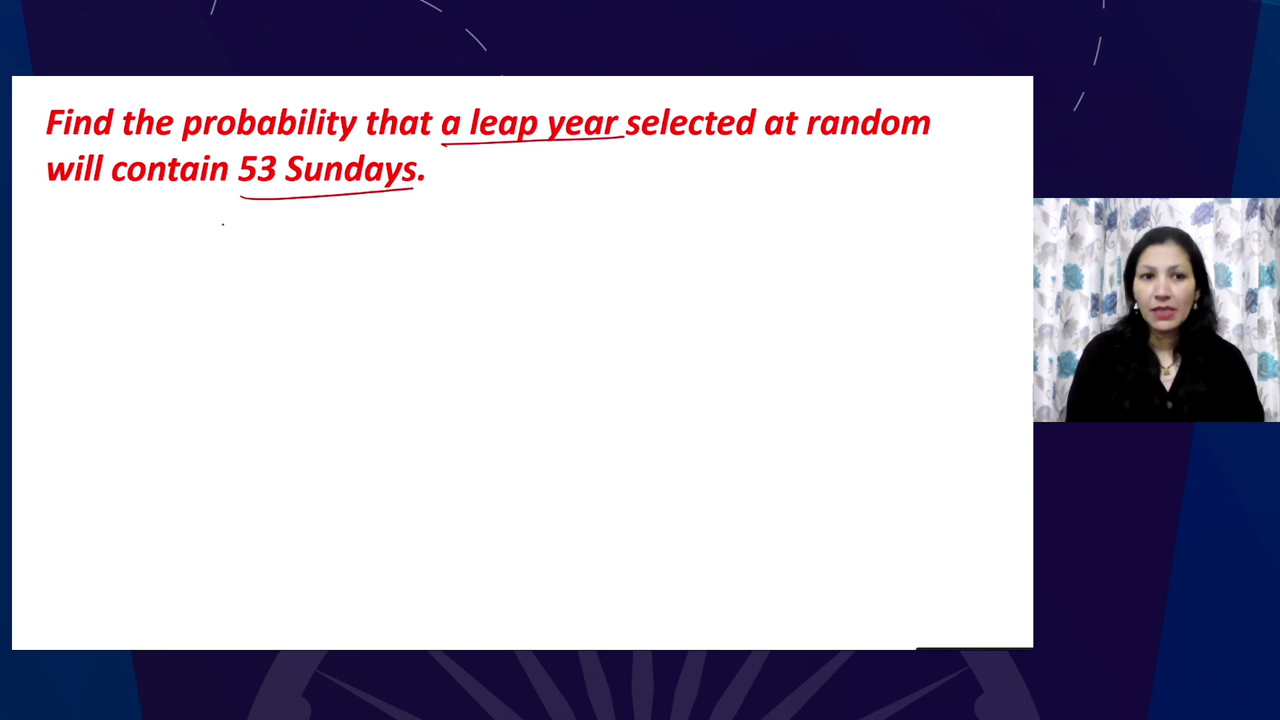 Find the probability that a leap year selected at random
will contain 53 Sundays.